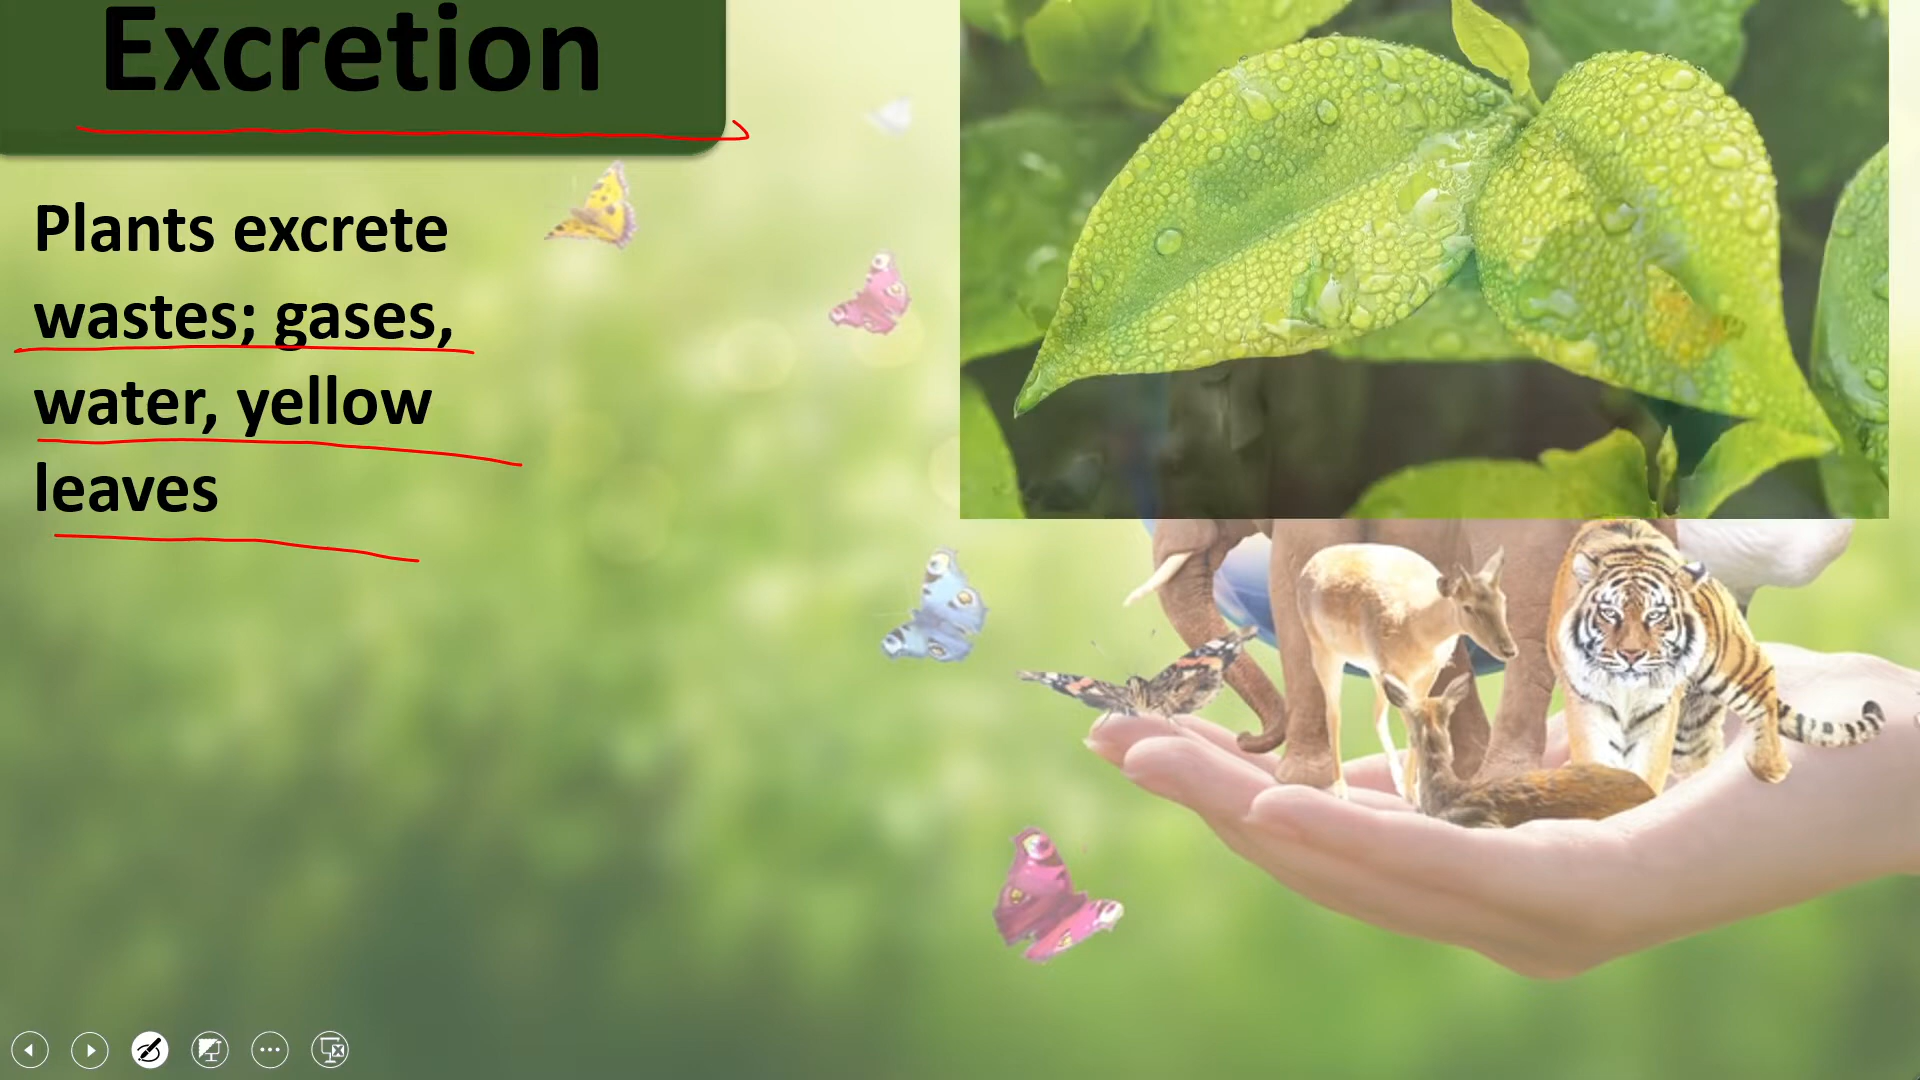 Excretion
Plants excrete
wastes; gases,
water, yellow
leaves